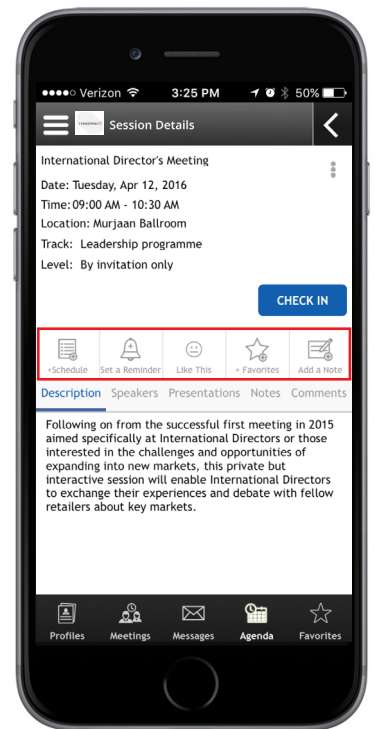 Verizon 3:25 PM 50%
Session Details
International Director's Meeting
Date: Tuesday, Apr 12, 2016
Time: 09:00 AM - 10:30 AM
Location: Murjaan Ballroom
Track: Leadership programme
Level: By invitation only
CHECK IN
+Schedule Set a Reminder Like This + Favorites Add a Note
Description Speakers Presentations Notes Comments
Following on from the successful first meeting in 2015
aimed specifically at International Directors or those
interested in the challenges and opportunities of
expanding into new markets, this private but
interactive session will enable International Directors
to exchange their experiences and debate with fellow
retailers about key markets.
Profiles Meetings Messages Agenda Favorites